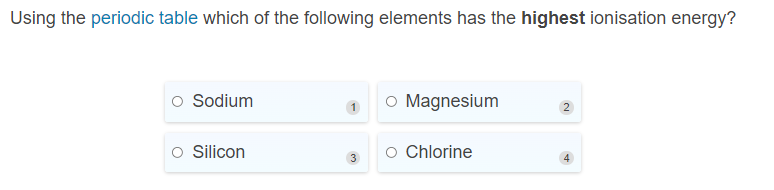 Using the periodic table which of the following elements has the highest ionisation energy?
Sodium 1 Magnesium 2
Silicon 3 Chlorine 4